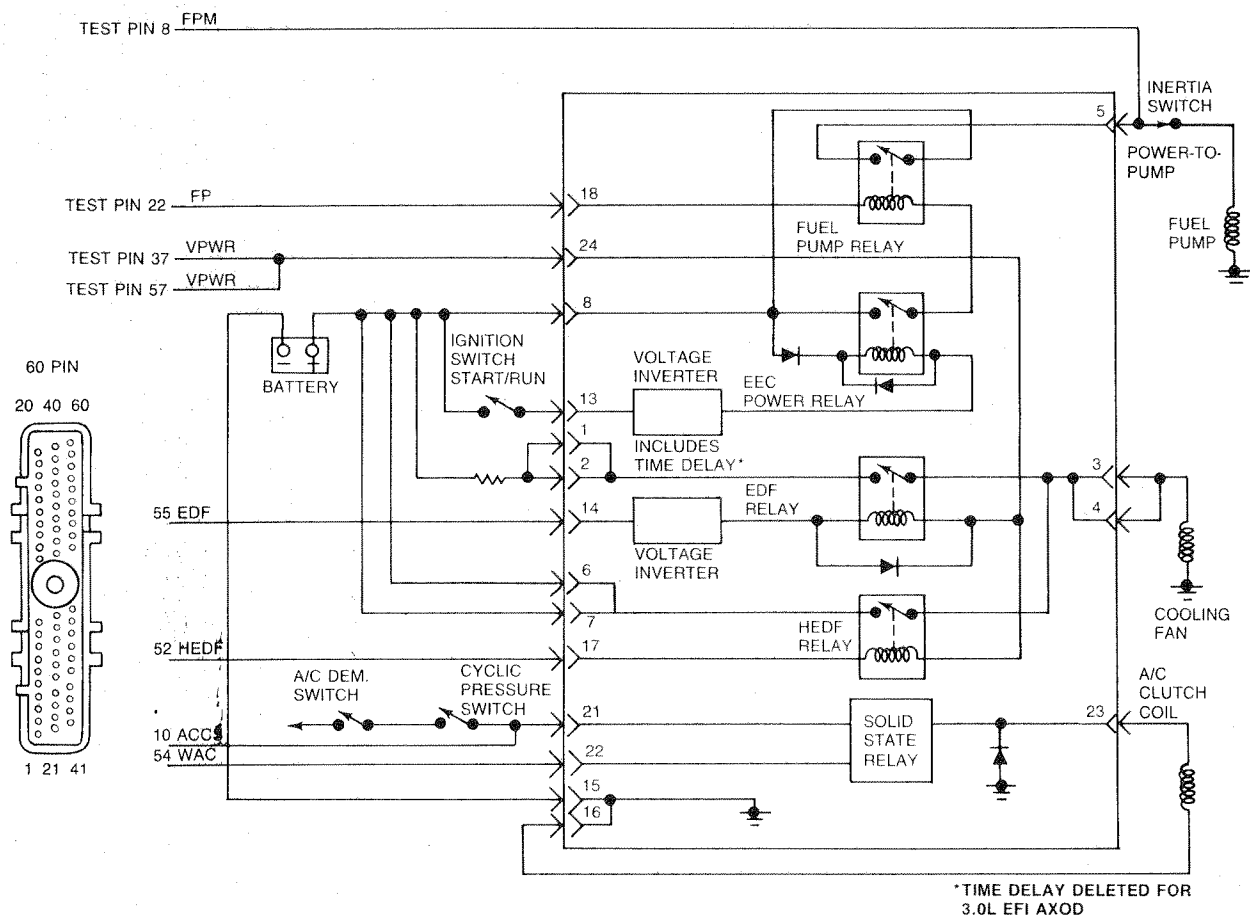 TEST PIN 8 FPM
INERTIA
SWITCH
5
POWER-TO-
PUMP
TEST PIN 22 FP
18
FUEL
PUMP RELAY
FUEL
PUMP
TEST PIN 37 VPWR
24
TEST PIN 57 VPWR
8
BATTERY
IGNITION
SWITCH
START/RUN
VOLTAGE
INVERTER
EEC
POWER RELAY
13
60 PIN
20 40 60
1
INCLUDES
TIME DELAY*
2
EDF
RELAY
3
4
55 EDF
14
VOLTAGE
INVERTER
6
7
COOLING
FAN
HEDF
RELAY
52 HEDF
17
A/C DEM.
SWITCH
CYCLIC
PRESSURE
SWITCH
A/C
CLUTCH
COIL
21
SOLID
STATE
RELAY
23
10 ACCS
54 WAC
22
1 21 41
15
16
*TIME DELAY DELETED FOR
3.0L EFI AXOD